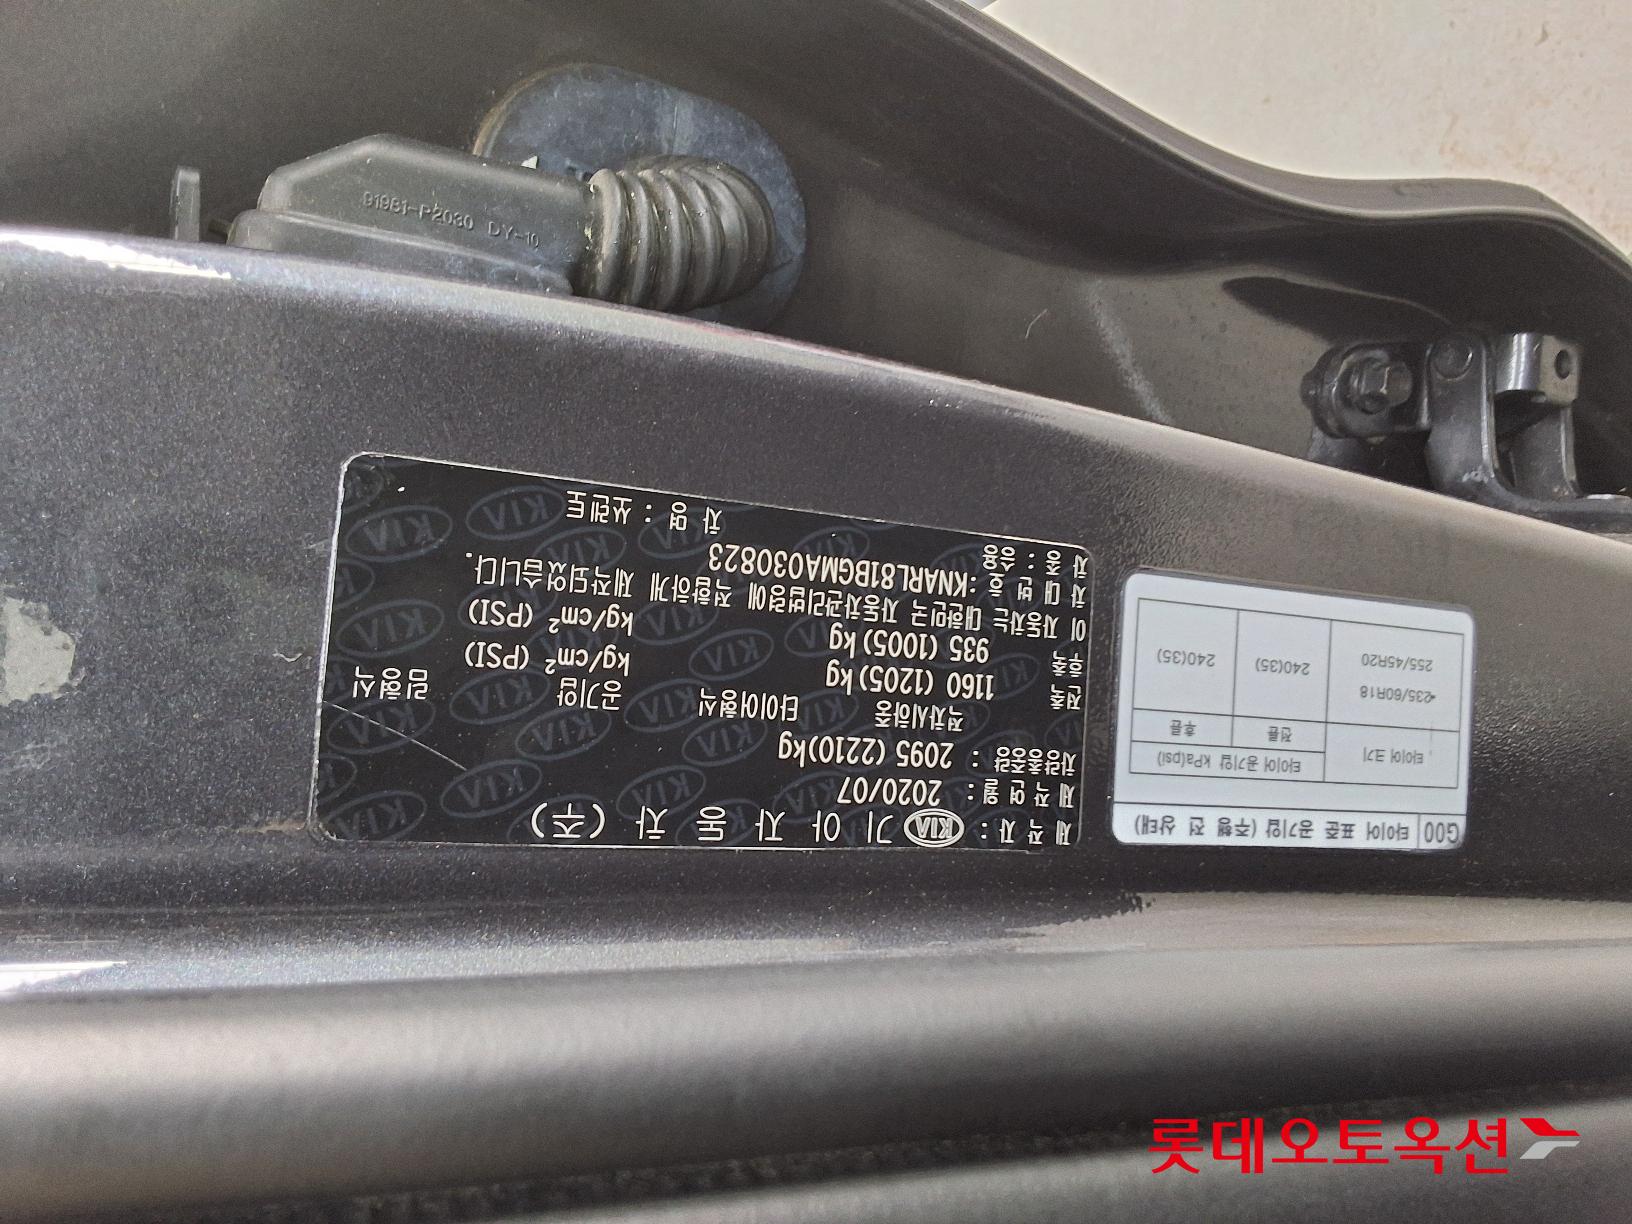 제 작 자 : KIA 기 아 자 동 차 (주)
제 작 연 월 : 2020/07
차량총중량 : 2095 (2210)kg
적차시하중 타이어형식 공기압 림형식
전 축 1160 (1205)kg kg/cm² (PSI)
후 축 935 (1005)kg kg/cm² (PSI)
이 자동차는 대한민국 자동차관리법령에 적합하게 제작되었습니다.
차 대 번 호 :KNARL81BGMA030823
차 종 : 승용 차 명 : 쏘렌토
G00 타이어 표준 공기압 (주행 전 상태)
타이어 크기 타이어 공기압 kPa(psi)
전륜 후륜
235/60R18
255/45R20
240(35) 240(35)
91981-P2030 DY-10
롯데오토옥션